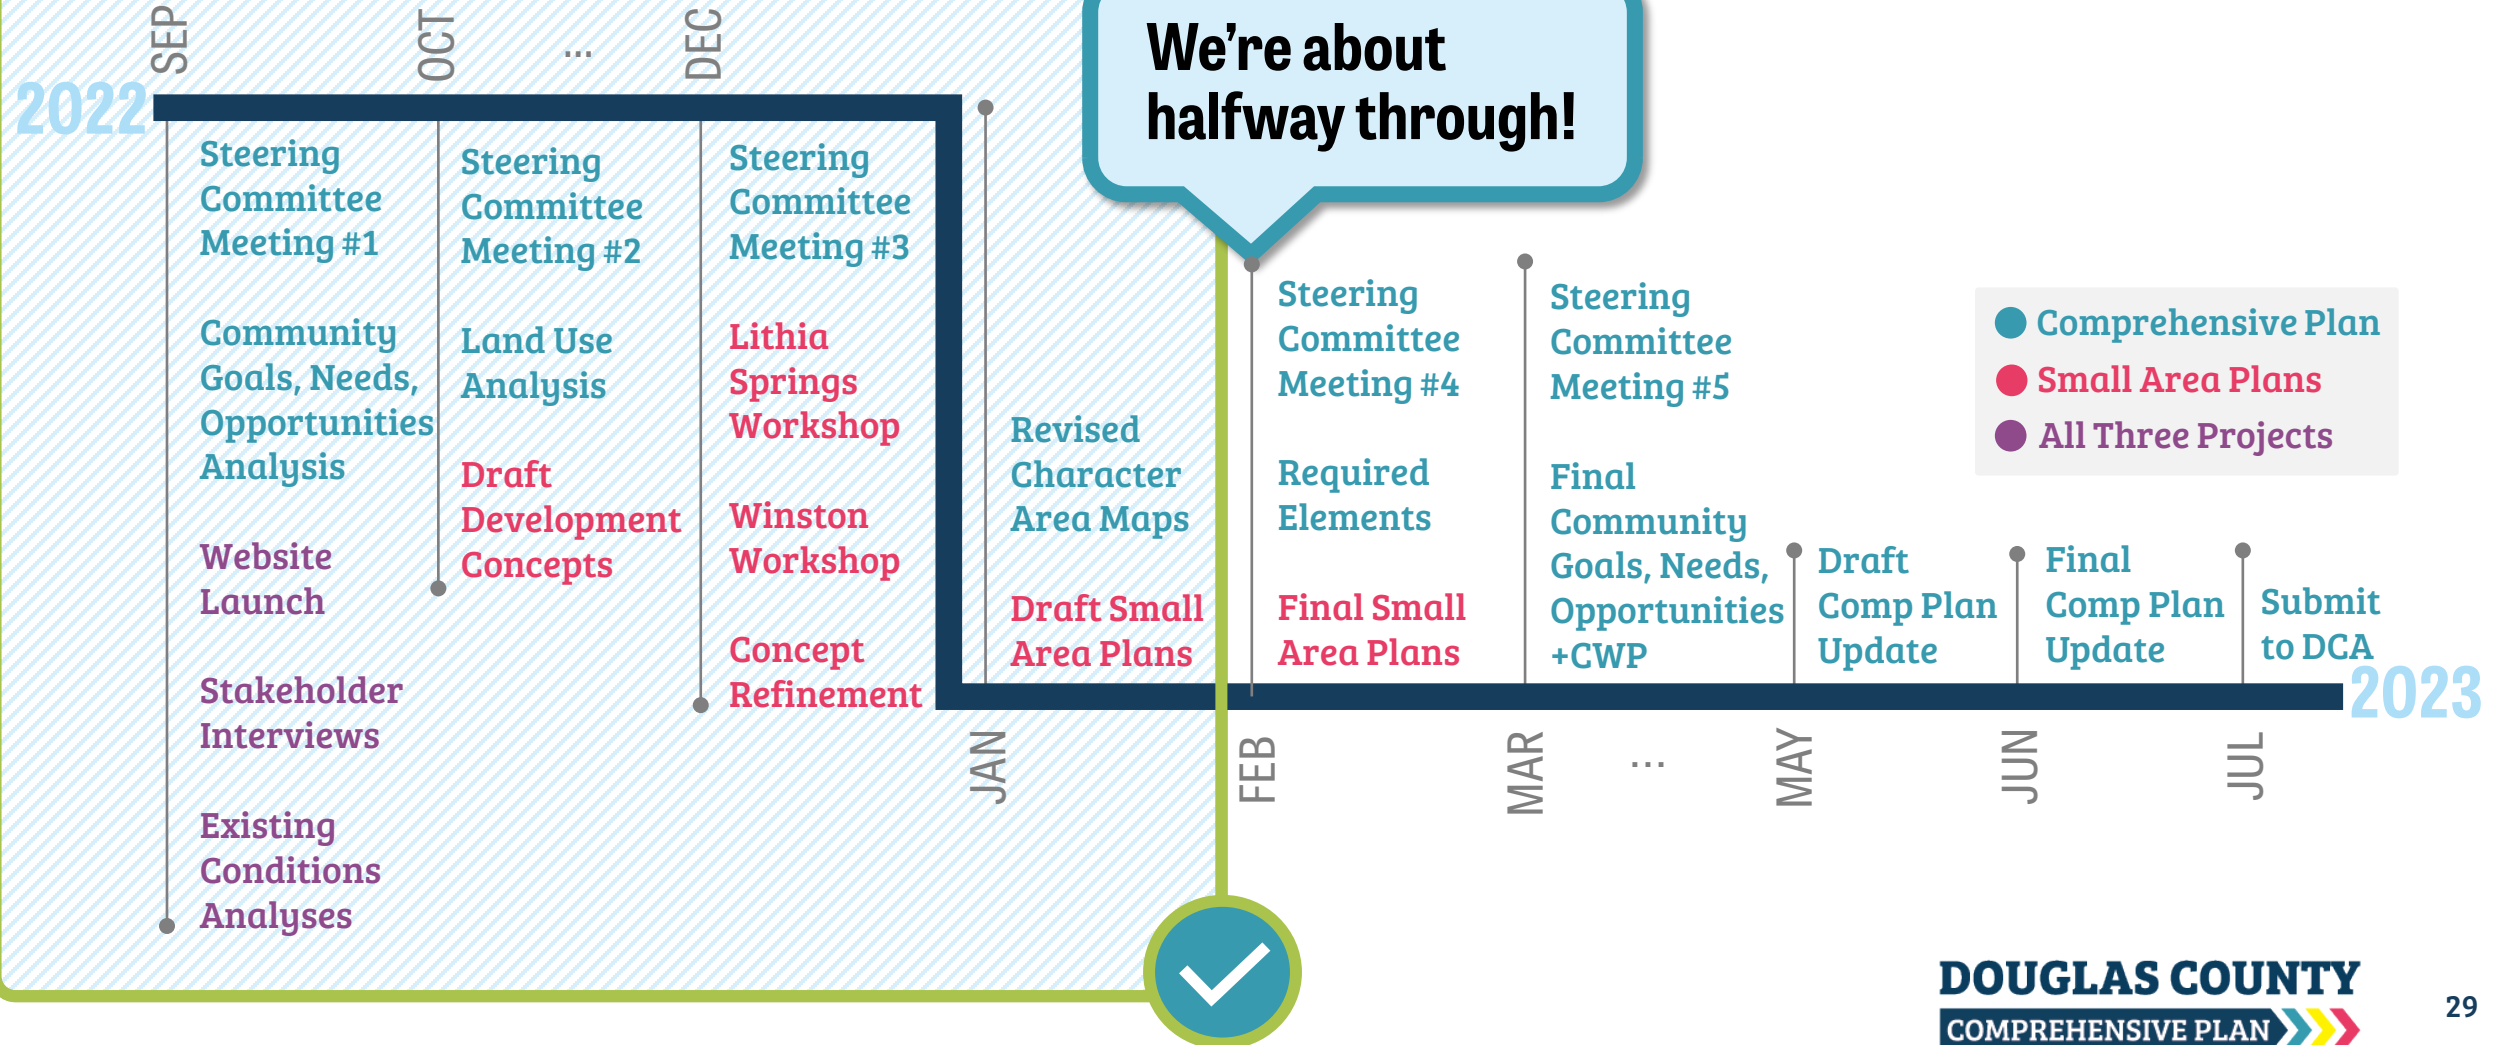 SEP
OCT
...
DEC
We're about
halfway through!
2022
Steering
Committee
Meeting #1
Community
Goals, Needs,
Opportunities
Analysis
Website
Launch
Stakeholder
Interviews
Existing
Conditions
Analyses
Steering
Committee
Meeting #2
Land Use
Analysis
Draft
Development
Concepts
Steering
Committee
Meeting #3
Lithia
Springs
Workshop
Winston
Workshop
Concept
Refinement
Revised
Character
Area Maps
Draft Small
Area Plans
Steering
Committee
Meeting #4
Required
Elements
Final Small
Area Plans
Steering
Committee
Meeting #5
Final
Community
Goals, Needs,
Opportunities
+CWP
Draft
Comp Plan
Update
Final
Comp Plan
Update
Submit
to DCA
2023
Comprehensive Plan
Small Area Plans
All Three Projects
JAN
FEB
MAR
...
MAY
JUN
JUL
DOUGLAS COUNTY
COMPREHENSIVE PLAN
29